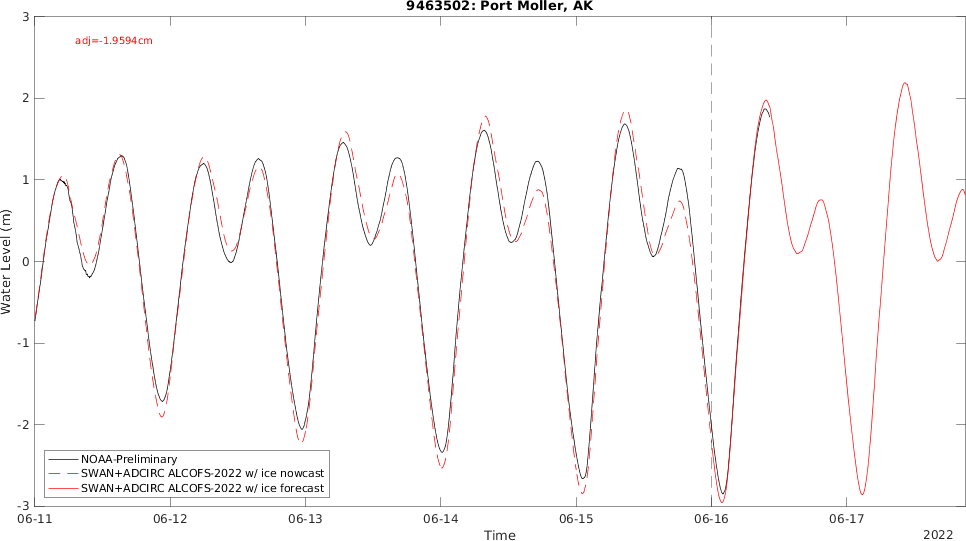 9463502: Port Moller, AK
adj=-1.9594cm
3
2
1
0
-1
-2
-3
Water Level (m)
NOAA-Preliminary
SWAN+ADCIRC ALCOFS-2022 w/ ice nowcast
SWAN+ADCIRC ALCOFS-2022 w/ ice forecast
06-11 06-12 06-13 06-14 06-15 06-16 06-17
Time
2022